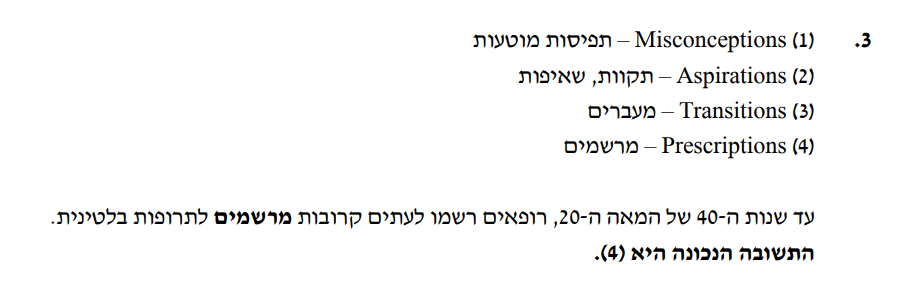 3. (1) Misconceptions – תפיסות מוטעות
(2) Aspirations – תקוות, שאיפות
(3) Transitions – מעברים
(4) Prescriptions – מרשמים
עד שנות ה-40 של המאה ה-20, רופאים רשמו לעתים קרובות מרשמים לתרופות בלטינית.
התשובה הנכונה היא (4).